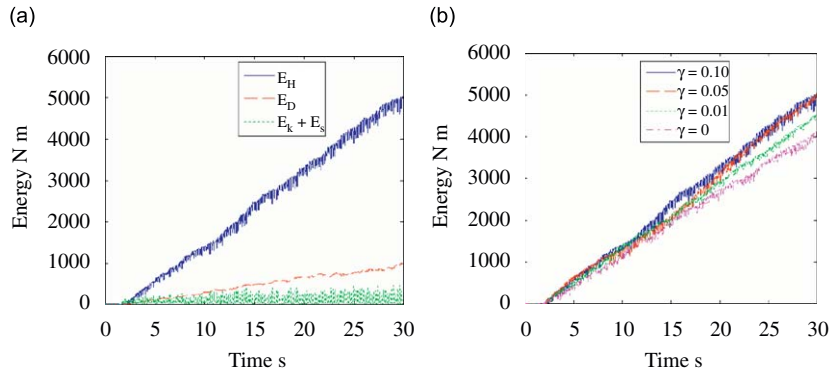 (a)
6000
5000
4000
3000
2000
1000
0
Energy N m
E_H
E_D
E_k + E_s
0 5 10 15 20 25 30
Time s
(b)
6000
5000
4000
3000
2000
1000
0
Energy N m
γ = 0.10
γ = 0.05
γ = 0.01
γ = 0
0 5 10 15 20 25 30
Time s